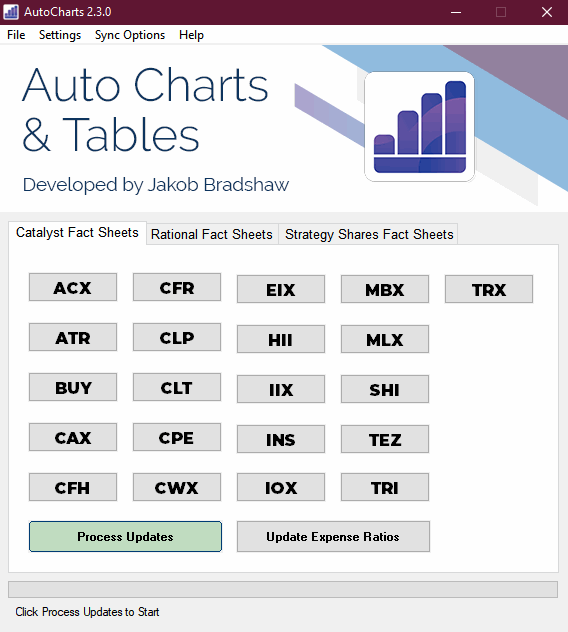 AutoCharts 2.3.0
File Settings Sync Options Help
Auto Charts
& Tables
Developed by Jakob Bradshaw
Catalyst Fact Sheets Rational Fact Sheets Strategy Shares Fact Sheets
ACX CFR EIX MBX TRX
ATR CLP HII MLX
BUY CLT IIX SHI
CAX CPE INS TEZ
CFH CWX IOX TRI
Process Updates Update Expense Ratios
Click Process Updates to Start